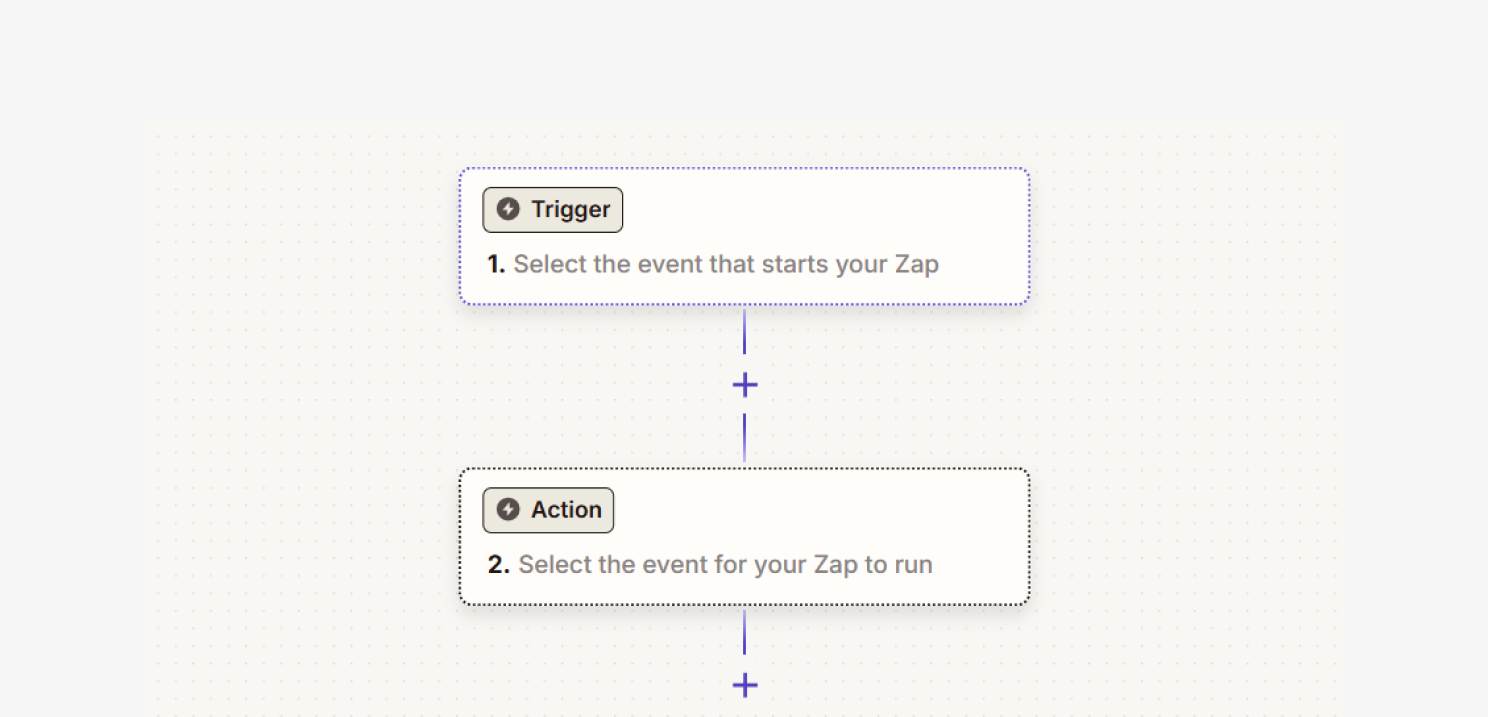 Trigger
1. Select the event that starts your Zap
Action
2. Select the event for your Zap to run